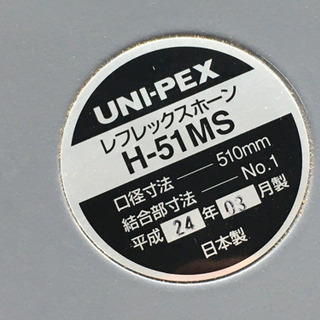 UNI-PEX
レフレックスホーン
H-51MS
口径寸法 —— 510mm
結合部寸法 —— No.1
平成 24 年 03 月製
日本製